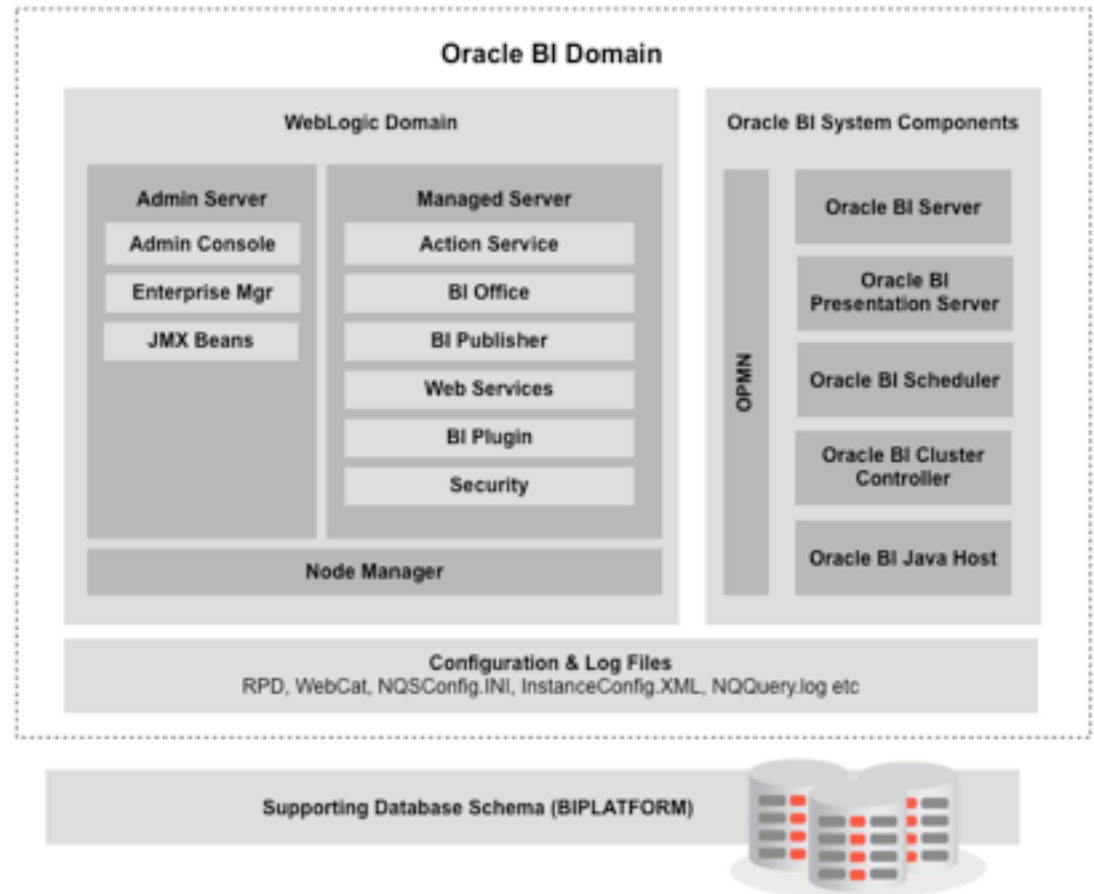 Oracle BI Domain
WebLogic Domain
Admin Server
Admin Console
Enterprise Mgr
JMX Beans
Managed Server
Action Service
BI Office
BI Publisher
Web Services
BI Plugin
Security
Node Manager
Oracle BI System Components
OPMN
Oracle BI Server
Oracle BI
Presentation Server
Oracle BI Scheduler
Oracle BI Cluster
Controller
Oracle BI Java Host
Configuration & Log Files
RPD, WebCat, NQSConfig.INI, InstanceConfig.XML, NQQuery.log etc
Supporting Database Schema (BIPLATFORM)